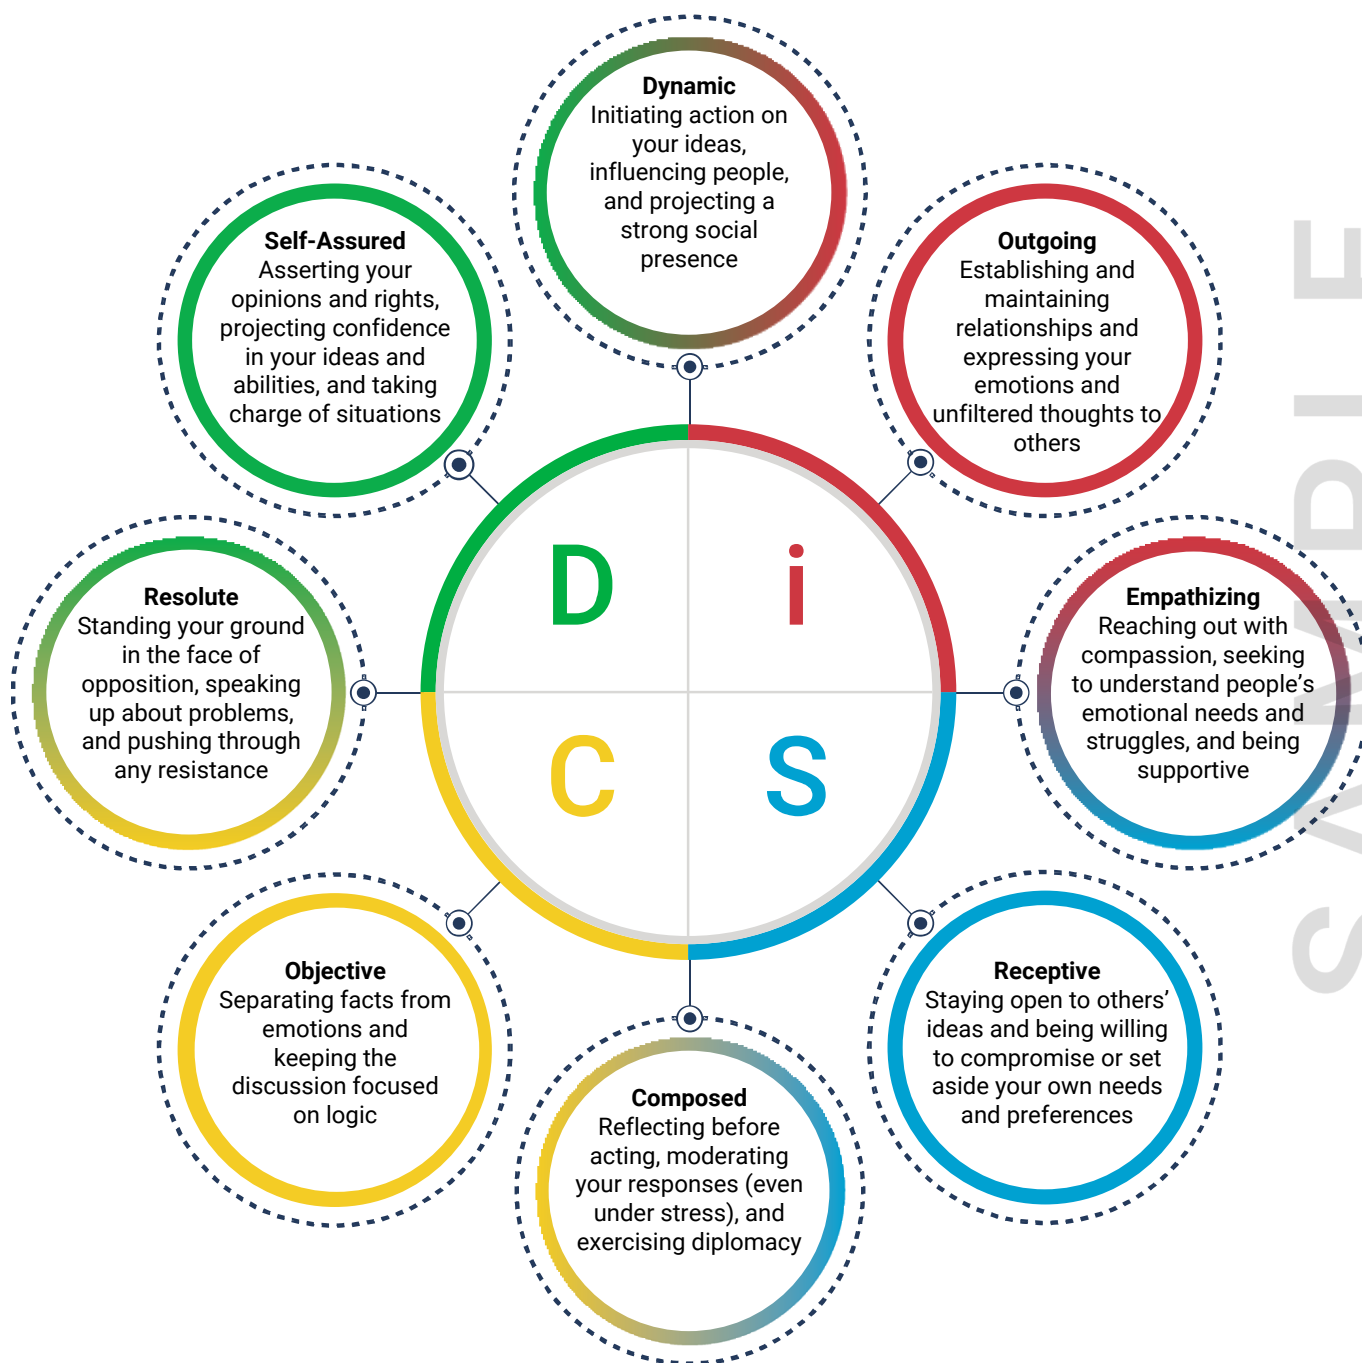 Dynamic
Initiating action on
your ideas,
influencing people,
and projecting a
strong social
presence
Self-Assured
Asserting your
opinions and rights,
projecting confidence
in your ideas and
abilities, and taking
charge of situations
Outgoing
Establishing and
maintaining
relationships and
expressing your
emotions and
unfiltered thoughts to
others
Resolute
Standing your ground
in the face of
opposition, speaking
up about problems,
and pushing through
any resistance
D i
C S
Empathizing
Reaching out with
compassion, seeking
to understand people’s
emotional needs and
struggles, and being
supportive
Objective
Separating facts from
emotions and
keeping the
discussion focused
on logic
Composed
Reflecting before
acting, moderating
your responses (even
under stress), and
exercising diplomacy
Receptive
Staying open to others’
ideas and being willing
to compromise or set
aside your own needs
and preferences
SAMPLE